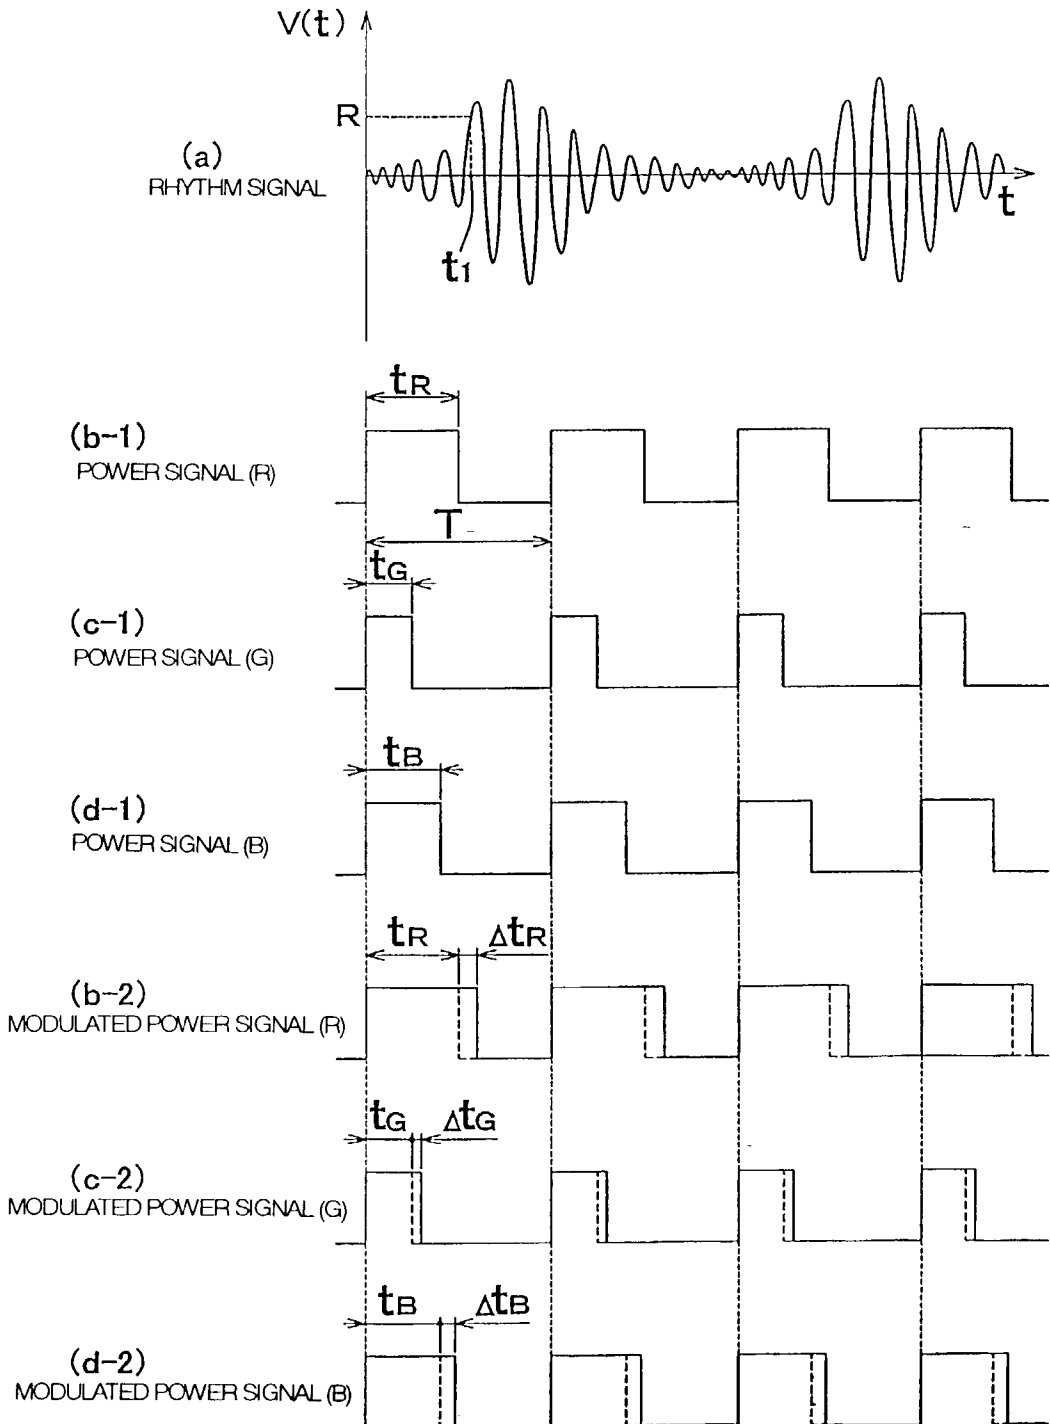 V(t)
R
(a)
RHYTHM SIGNAL
t
t1
tR
(b-1)
POWER SIGNAL (R)
T
tG
(c-1)
POWER SIGNAL (G)
tB
(d-1)
POWER SIGNAL (B)
tR ΔtR
(b-2)
MODULATED POWER SIGNAL (R)
tG ΔtG
(c-2)
MODULATED POWER SIGNAL (G)
tB ΔtB
(d-2)
MODULATED POWER SIGNAL (B)